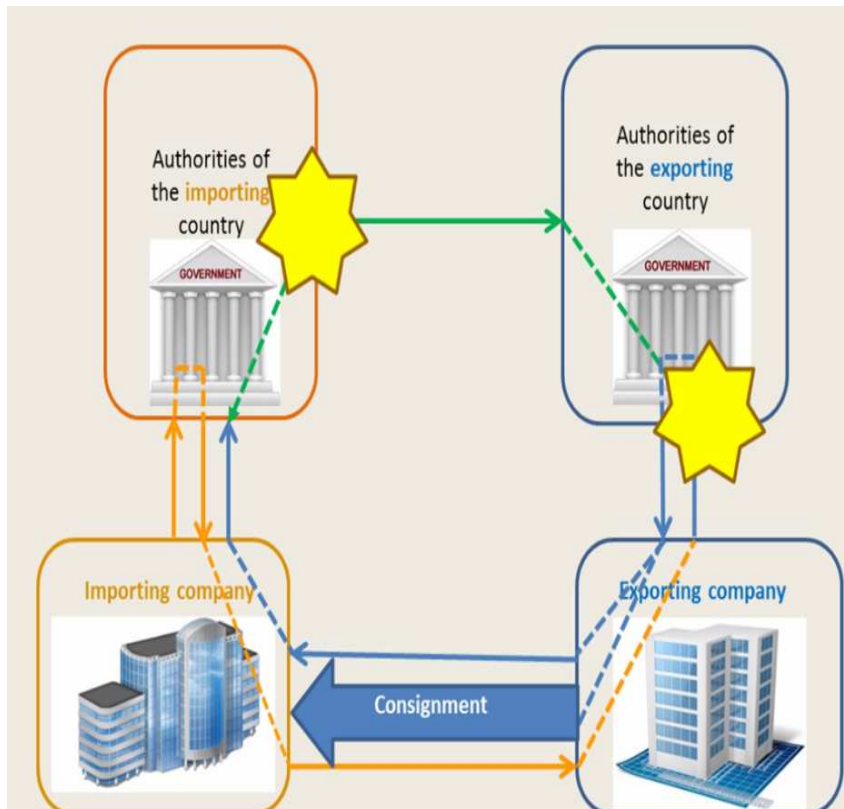 Authorities of
the importing
country
GOVERNMENT
Authorities of
the exporting
country
GOVERNMENT
Importing company
Exporting company
Consignment